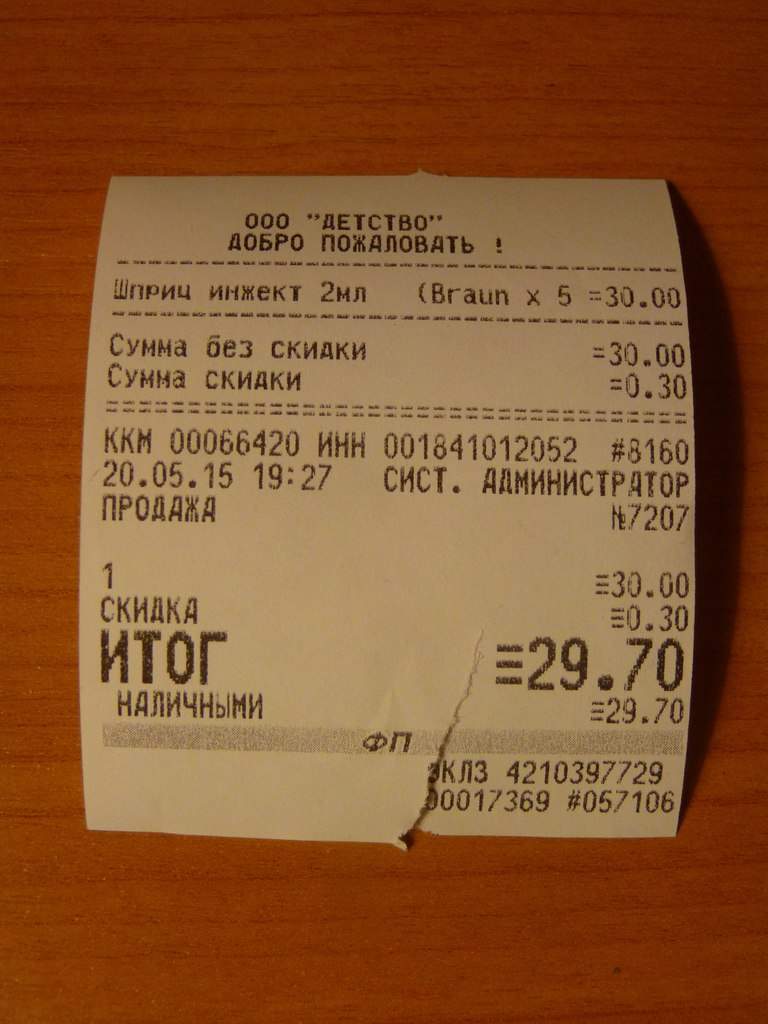 ООО "ДЕТСТВО"
ДОБРО ПОЖАЛОВАТЬ !
Шприц инжект 2мл (Braun x 5 =30.00
Сумма без скидки =30.00
Сумма скидки =0.30
ККМ 00066420 ИНН 001841012052 #8160
20.05.15 19:27 СИСТ. АДМИНИСТРАТОР
ПРОДАЖА №7207
1 ≡30.00
СКИДКА ≡0.30
ИТОГ ≡29.70
НАЛИЧНЫМИ ≡29.70
ФП
ЭКЛЗ 4210397729
00017369 #057106